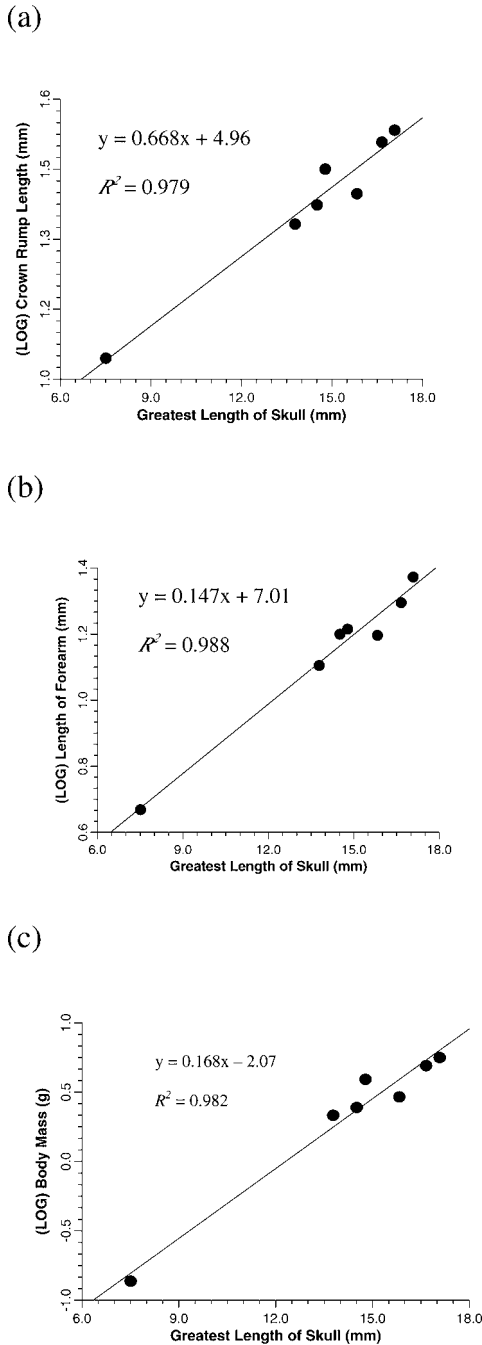 (a)
1.6
y = 0.668x + 4.96
1.5
R² = 0.979
1.3
(LOG) Crown Rump Length (mm)
1.2
1.0
6.0 9.0 12.0 15.0 18.0
Greatest Length of Skull (mm)
(b)
1.4
y = 0.147x + 7.01
1.2
R² = 0.988
1.0
(LOG) Length of Forearm (mm)
0.8
0.6
6.0 9.0 12.0 15.0 18.0
Greatest Length of Skull (mm)
(c)
1.0
y = 0.168x – 2.07
0.5
R² = 0.982
0.0
(LOG) Body Mass (g)
-0.5
-1.0
6.0 9.0 12.0 15.0 18.0
Greatest Length of Skull (mm)